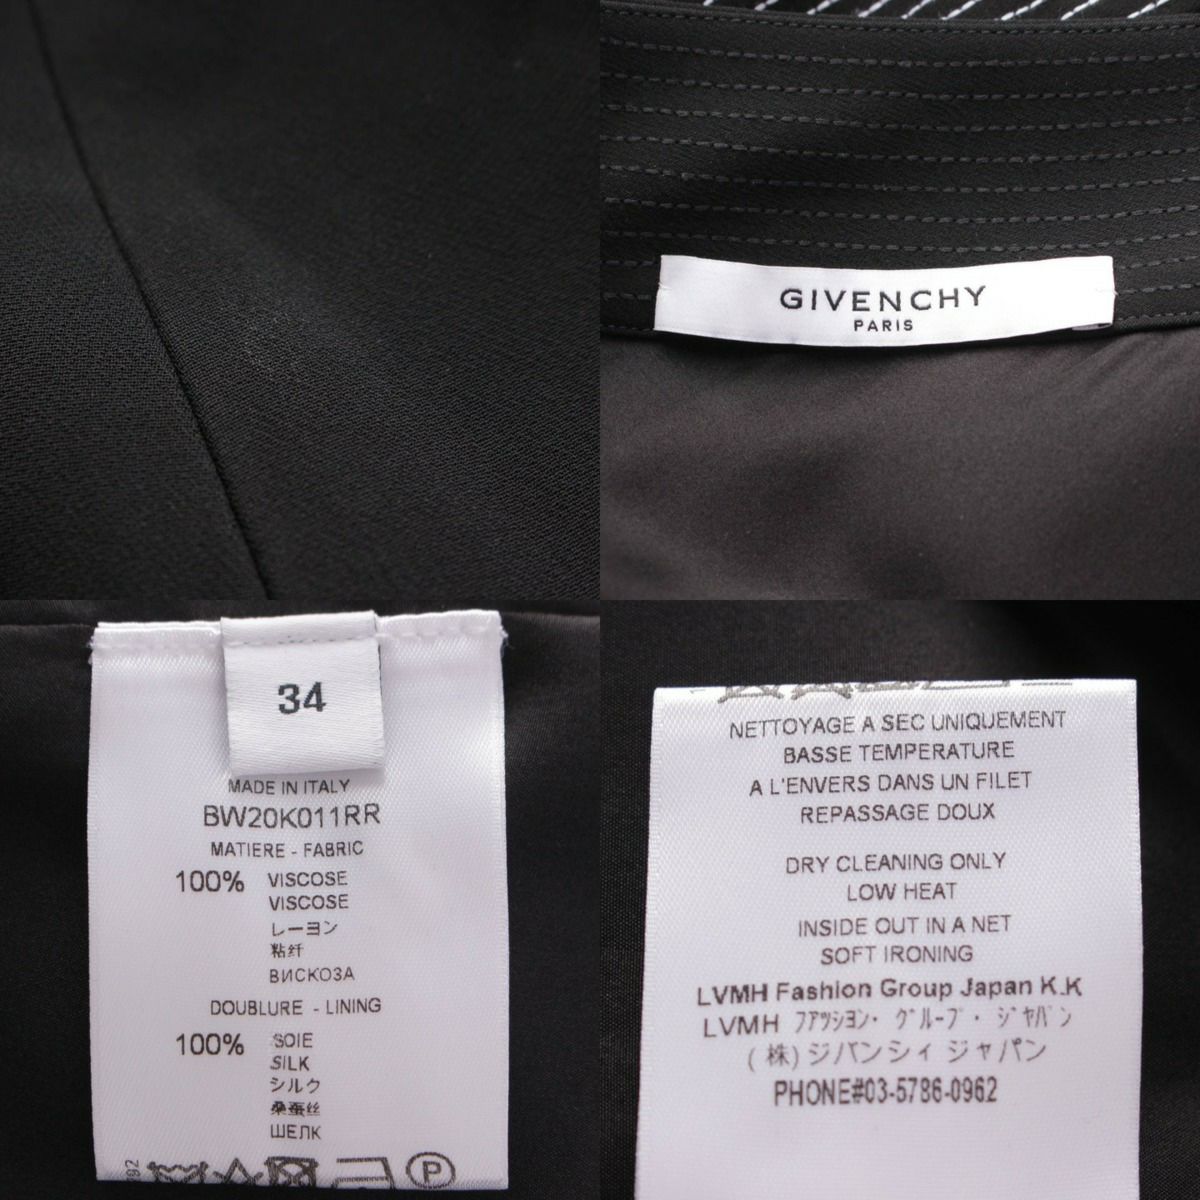 GIVENCHY
PARIS
34
MADE IN ITALY
BW20K011RR
MATIERE - FABRIC
100% VISCOSE
VISCOSE
レーヨン
粘纤
ВИСКОЗА
DOUBLURE - LINING
100% SOIE
SILK
シルク
桑蚕丝
ШЕЛК
P
NETTOYAGE A SEC UNIQUEMENT
BASSE TEMPERATURE
A L'ENVERS DANS UN FILET
REPASSAGE DOUX
DRY CLEANING ONLY
LOW HEAT
INSIDE OUT IN A NET
SOFT IRONING
LVMH Fashion Group Japan K.K
LVMH ﾌｧｯｼｮﾝ・ｸﾞﾙｰﾌﾟ・ｼﾞｬﾊﾟﾝ
(株)ジバンシィ ジャパン
PHONE#03-5786-0962